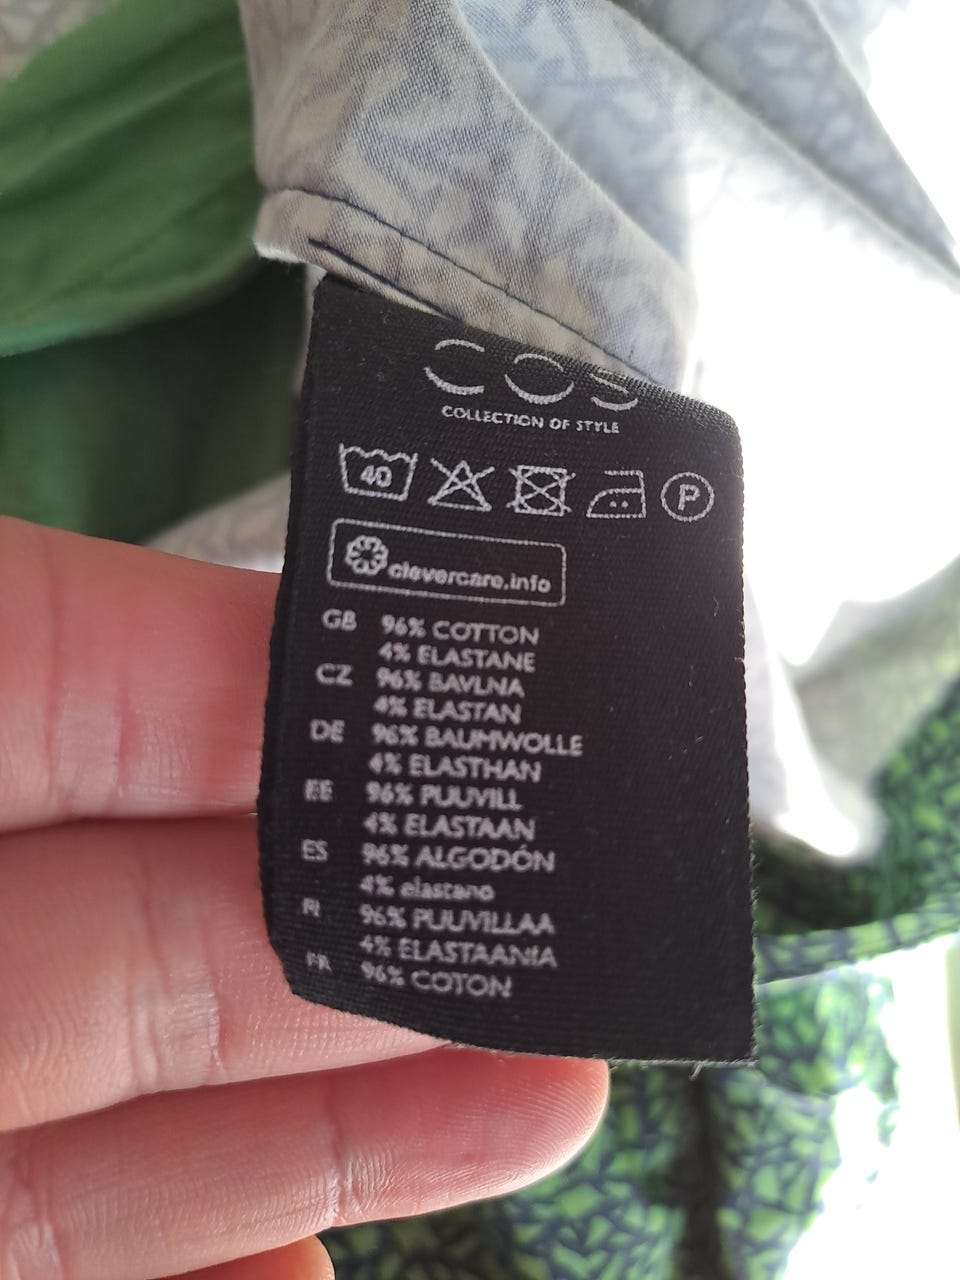 COS
COLLECTION OF STYLE
40 P
clevercare.info
GB 96% COTTON
4% ELASTANE
CZ 96% BAVLNA
4% ELASTAN
DE 96% BAUMWOLLE
4% ELASTHAN
EE 96% PUUVILL
4% ELASTAAN
ES 96% ALGODÓN
4% elastano
FI 96% PUUVILLAA
4% ELASTAANIA
FR 96% COTON